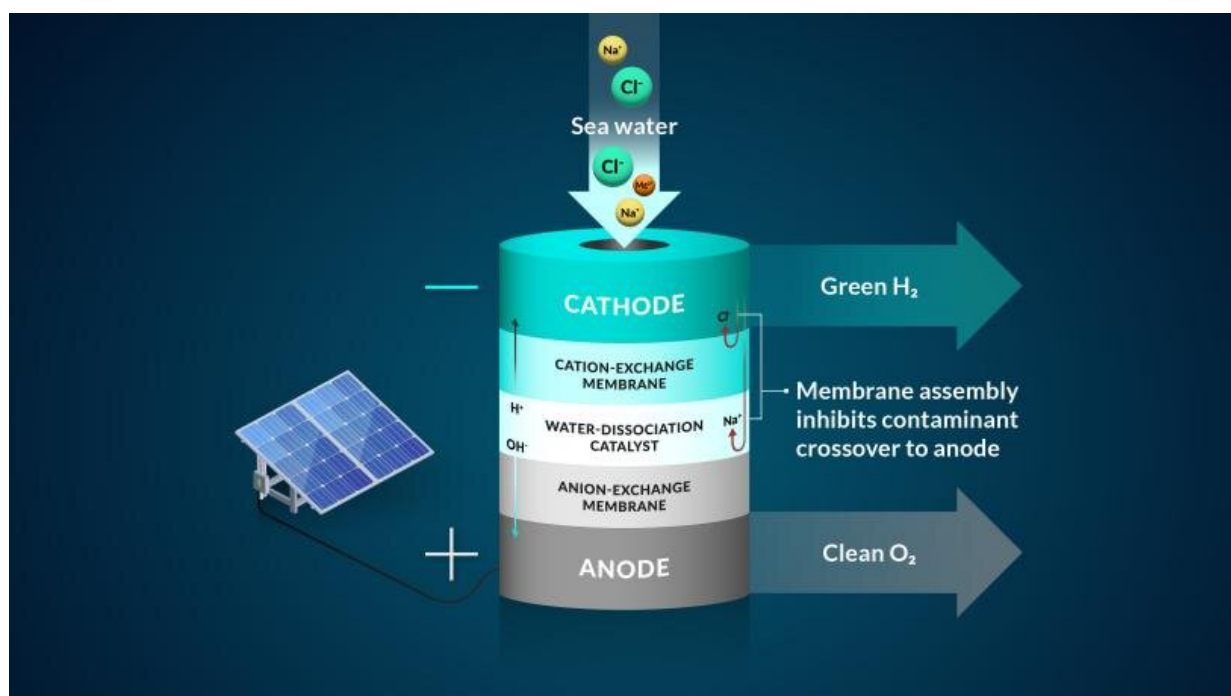 Na⁺
Cl⁻
Sea water
Cl⁻
Na⁺
CATHODE
Cl⁻
Green H₂
CATION-EXCHANGE
MEMBRANE
H⁺
WATER-DISSOCIATION
CATALYST
Na⁺
OH⁻
Membrane assembly
inhibits contaminant
crossover to anode
ANION-EXCHANGE
MEMBRANE
ANODE
Clean O₂